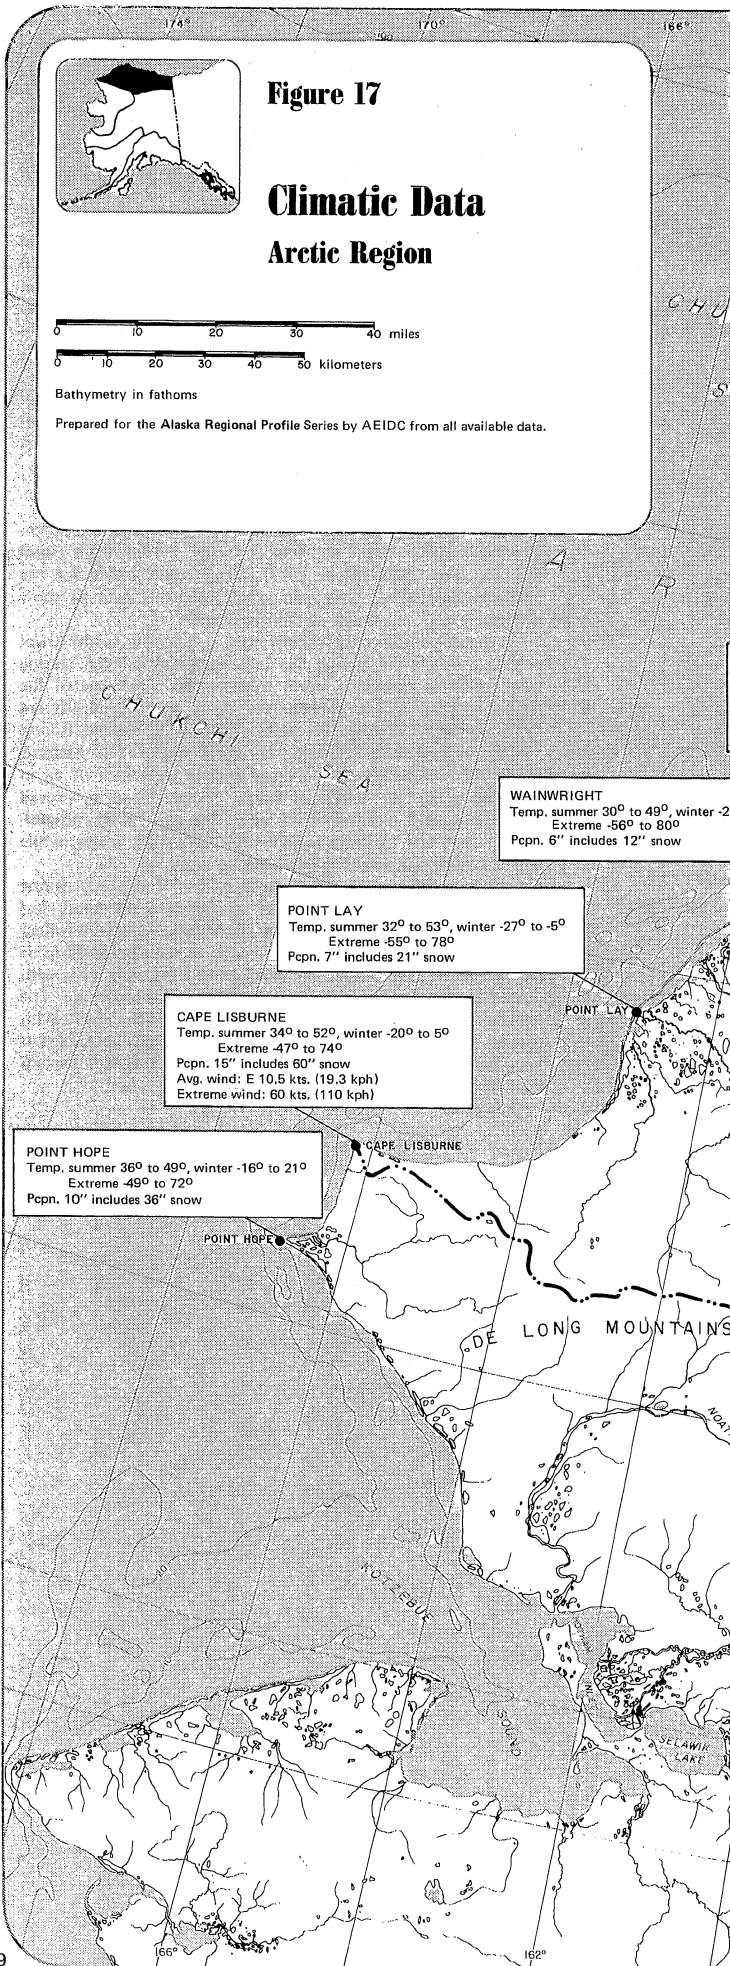 174°
170°
166°
Figure 17
Climatic Data
Arctic Region
0 10 20 30 40 miles
0 10 20 30 40 50 kilometers
Bathymetry in fathoms
Prepared for the Alaska Regional Profile Series by AEIDC from all available data.
CHU
S
A R
CHUKCHI
SEA
WAINWRIGHT
Temp. summer 30° to 49°, winter -2
Extreme -56° to 80°
Pcpn. 6" includes 12" snow
POINT LAY
Temp. summer 32° to 53°, winter -27° to -5°
Extreme -55° to 78°
Pcpn. 7" includes 21" snow
POINT LAY
CAPE LISBURNE
Temp. summer 34° to 52°, winter -20° to 5°
Extreme -47° to 74°
Pcpn. 15" includes 60" snow
Avg. wind: E 10.5 kts. (19.3 kph)
Extreme wind: 60 kts. (110 kph)
CAPE LISBURNE
POINT HOPE
Temp. summer 36° to 49°, winter -16° to 21°
Extreme -49° to 72°
Pcpn. 10" includes 36" snow
POINT HOPE
DE LONG MOUNTAINS
NOAT
KOTZEBUE
SOUND
SELAWIK
LAKE
166°
162°
9